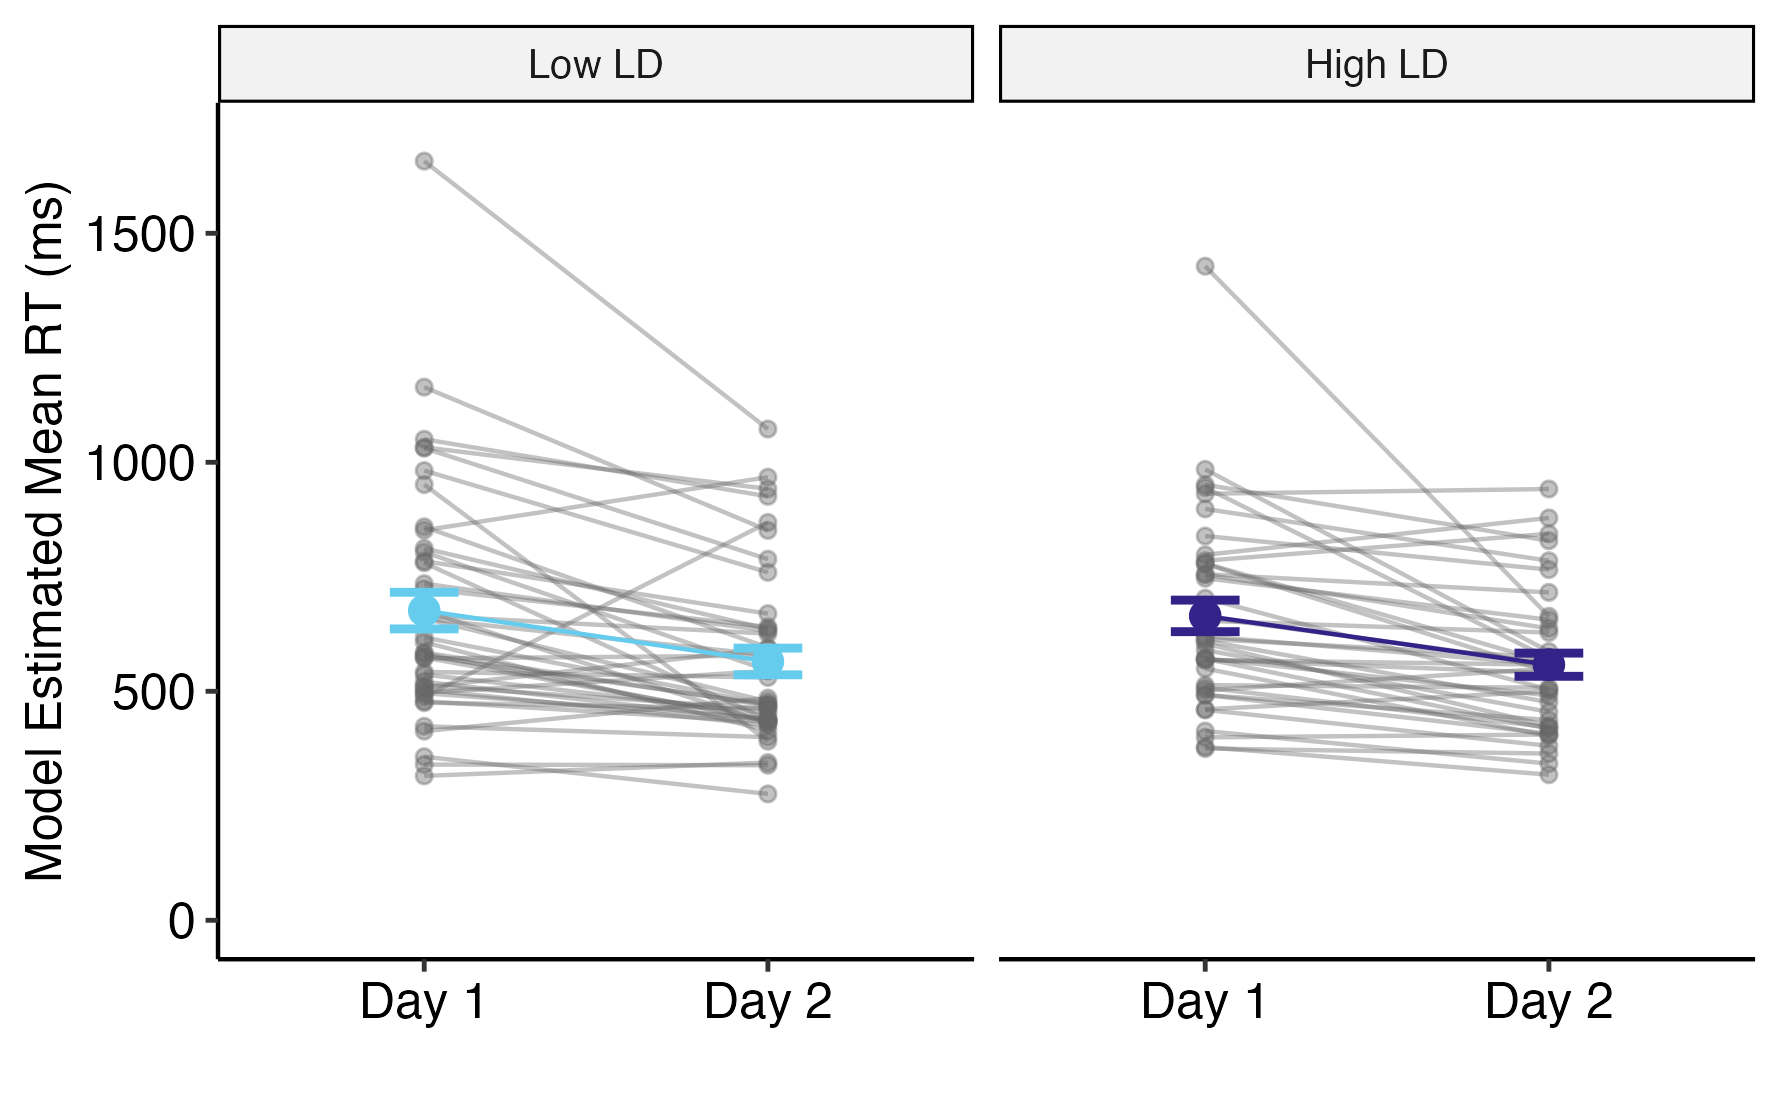 Low LD
High LD
Model Estimated Mean RT (ms)
1500
1000
500
0
Day 1
Day 2
Day 1
Day 2